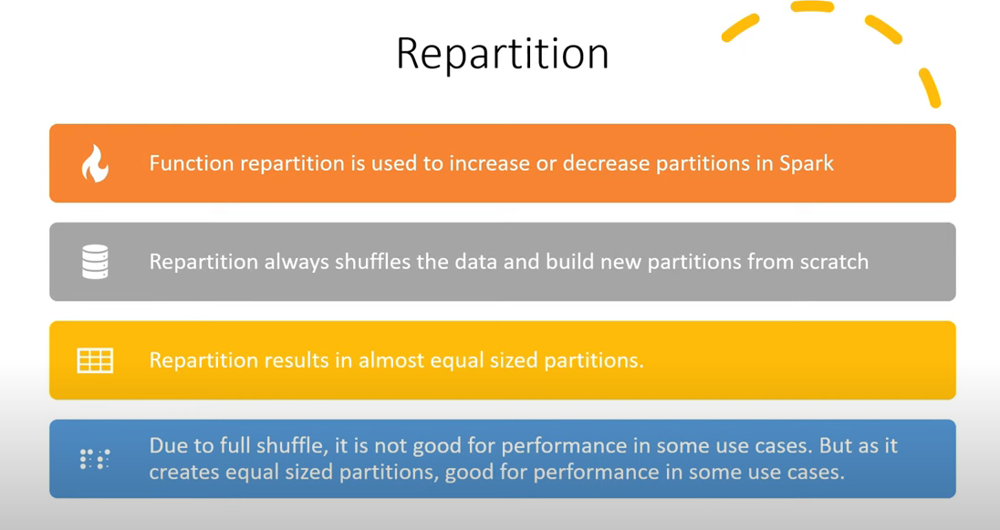 Repartition
Function repartition is used to increase or decrease partitions in Spark
Repartition always shuffles the data and build new partitions from scratch
Repartition results in almost equal sized partitions.
Due to full shuffle, it is not good for performance in some use cases. But as it
creates equal sized partitions, good for performance in some use cases.